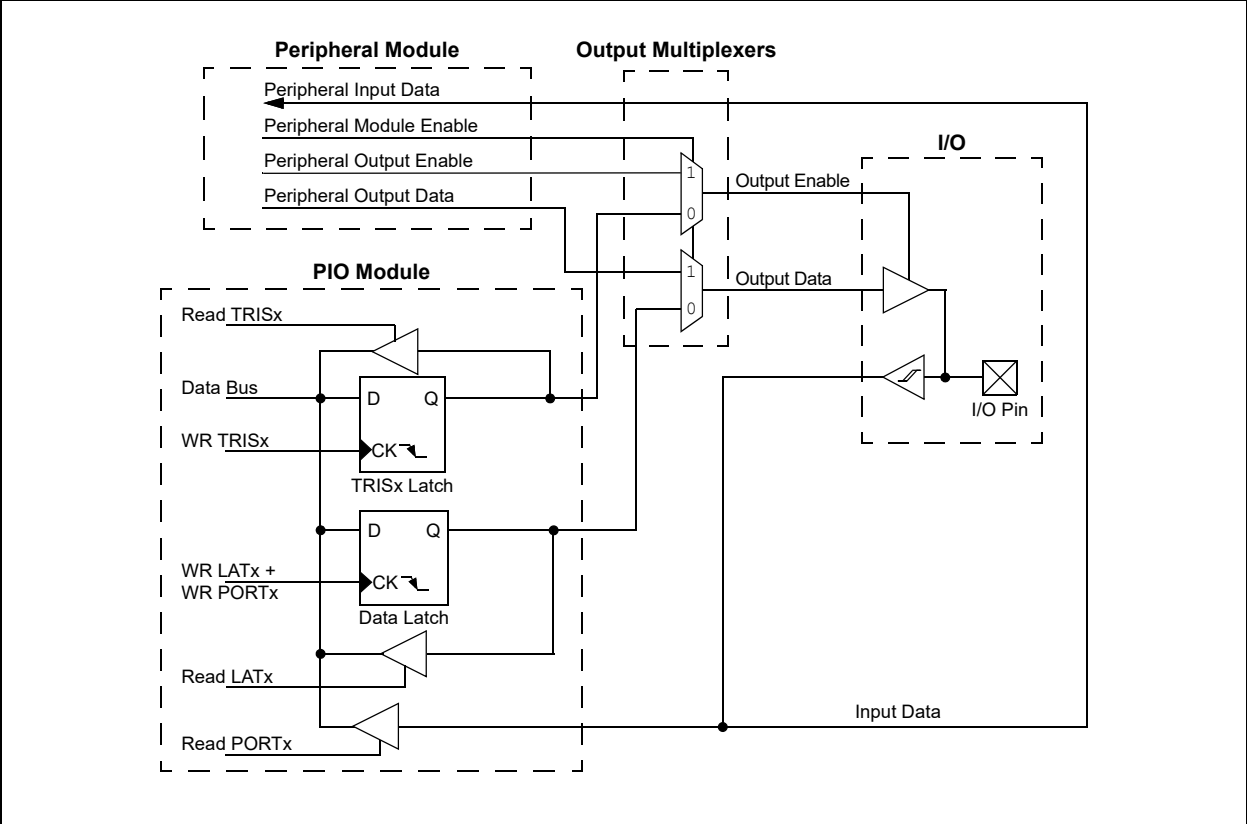 Peripheral Module
Output Multiplexers
Peripheral Input Data
Peripheral Module Enable
Peripheral Output Enable
Peripheral Output Data
1
0
Output Enable
I/O
PIO Module
1
0
Output Data
Read TRISx
Data Bus
D
Q
WR TRISx
CK
TRISx Latch
I/O Pin
D
Q
WR LATx +
WR PORTx
CK
Data Latch
Read LATx
Read PORTx
Input Data